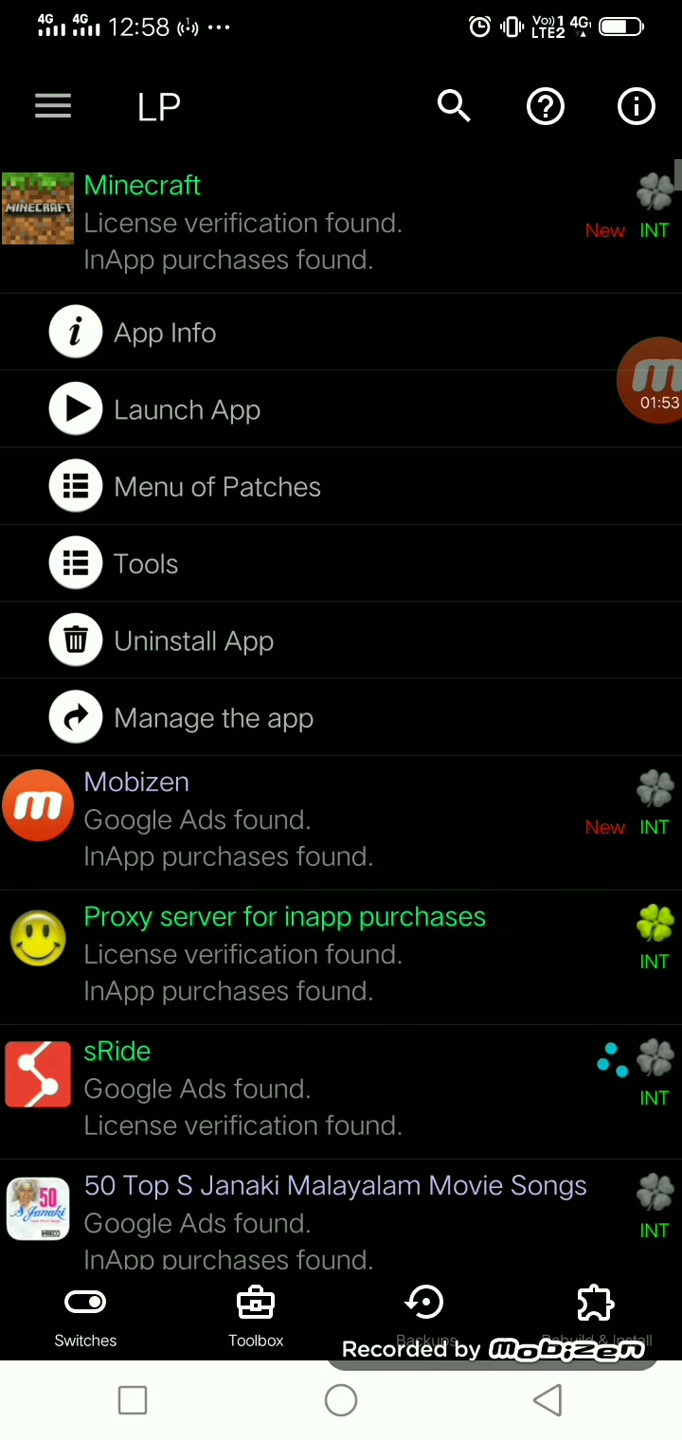 4G 4G 12:58 ... Vo) 1 LTE2 4G
LP
Minecraft
MINECRAFT
License verification found.
New INT
InApp purchases found.
App Info
Launch App
01:53
Menu of Patches
Tools
Uninstall App
Manage the app
Mobizen
Google Ads found.
New INT
InApp purchases found.
Proxy server for inapp purchases
License verification found.
INT
InApp purchases found.
sRide
Google Ads found.
INT
License verification found.
50 Top S Janaki Malayalam Movie Songs
50
S Janaki
Google Ads found.
INT
InApp purchases found.
Switches Toolbox Backups Rebuild & Install
Recorded by mobizen